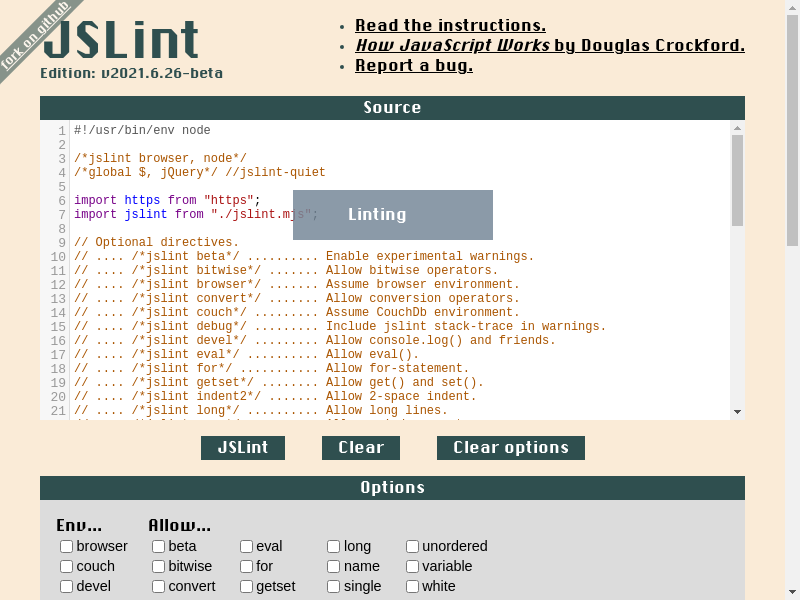 fork on github
JSLint
Edition: v2021.6.26-beta
• Read the instructions.
• How JavaScript Works by Douglas Crockford.
• Report a bug.
Source
1 #!/usr/bin/env node
2
3 /*jslint browser, node*/
4 /*global $, jQuery*/ //jslint-quiet
5
6 import https from "https";
7 import jslint from "./jslint.mjs";
Linting
8
9 // Optional directives.
10 // .... /*jslint beta*/ .......... Enable experimental warnings.
11 // .... /*jslint bitwise*/ ....... Allow bitwise operators.
12 // .... /*jslint browser*/ ....... Assume browser environment.
13 // .... /*jslint convert*/ ....... Allow conversion operators.
14 // .... /*jslint couch*/ ......... Assume CouchDb environment.
15 // .... /*jslint debug*/ ......... Include jslint stack-trace in warnings.
16 // .... /*jslint devel*/ ......... Allow console.log() and friends.
17 // .... /*jslint eval*/ .......... Allow eval().
18 // .... /*jslint for*/ ........... Allow for-statement.
19 // .... /*jslint getset*/ ........ Allow get() and set().
20 // .... /*jslint indent2*/ ....... Allow 2-space indent.
21 // .... /*jslint long*/ .......... Allow long lines.
JSLint Clear Clear options
Options
Env... Allow...
browser beta eval long unordered
couch bitwise for name variable
devel convert getset single white